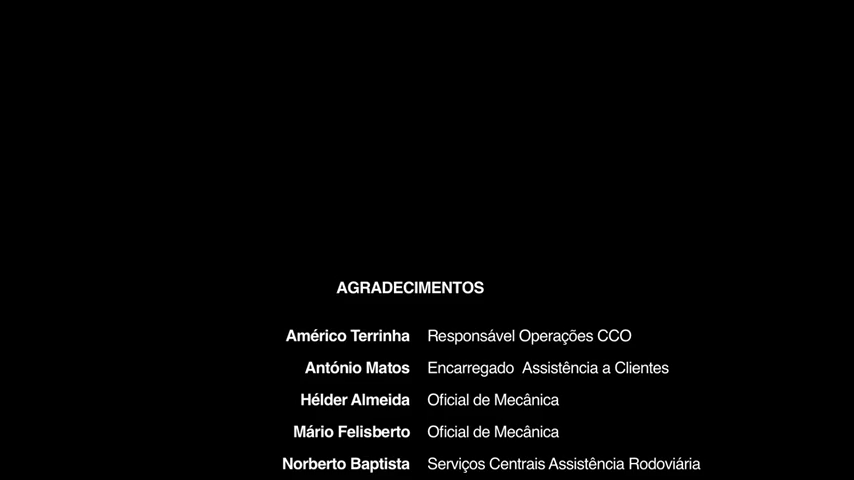 AGRADECIMENTOS
Américo Terrinha Responsável Operações CCO
António Matos Encarregado Assistência a Clientes
Hélder Almeida Oficial de Mecânica
Mário Felisberto Oficial de Mecânica
Norberto Baptista Serviços Centrais Assistência Rodoviária